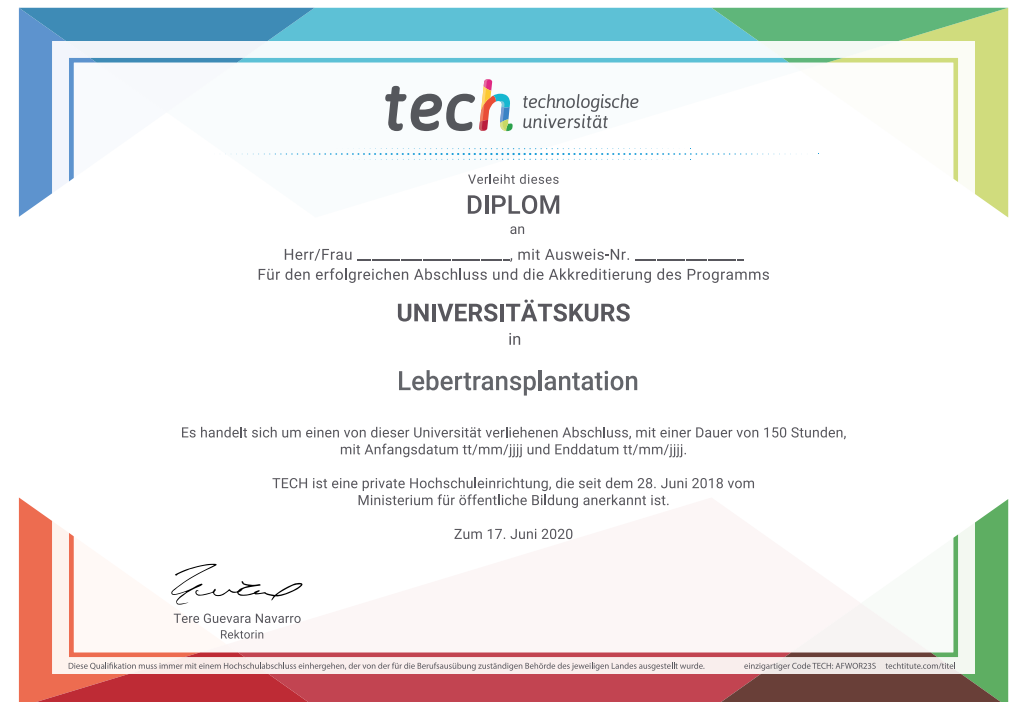 tech technologische
universität
Verleiht dieses
DIPLOM
an
Herr/Frau ____________________, mit Ausweis-Nr. ______________
Für den erfolgreichen Abschluss und die Akkreditierung des Programms
UNIVERSITÄTSKURS
in
Lebertransplantation
Es handelt sich um einen von dieser Universität verliehenen Abschluss, mit einer Dauer von 150 Stunden,
mit Anfangsdatum tt/mm/jjjj und Enddatum tt/mm/jjjj.
TECH ist eine private Hochschuleinrichtung, die seit dem 28. Juni 2018 vom
Ministerium für öffentliche Bildung anerkannt ist.
Zum 17. Juni 2020
Tere Guevara Navarro
Rektorin
Diese Qualifikation muss immer mit einem Hochschulabschluss einhergehen, der von der für die Berufsausübung zuständigen Behörde des jeweiligen Landes ausgestellt wurde. einzigartiger Code TECH: AFWOR23S techtitute.com/titel